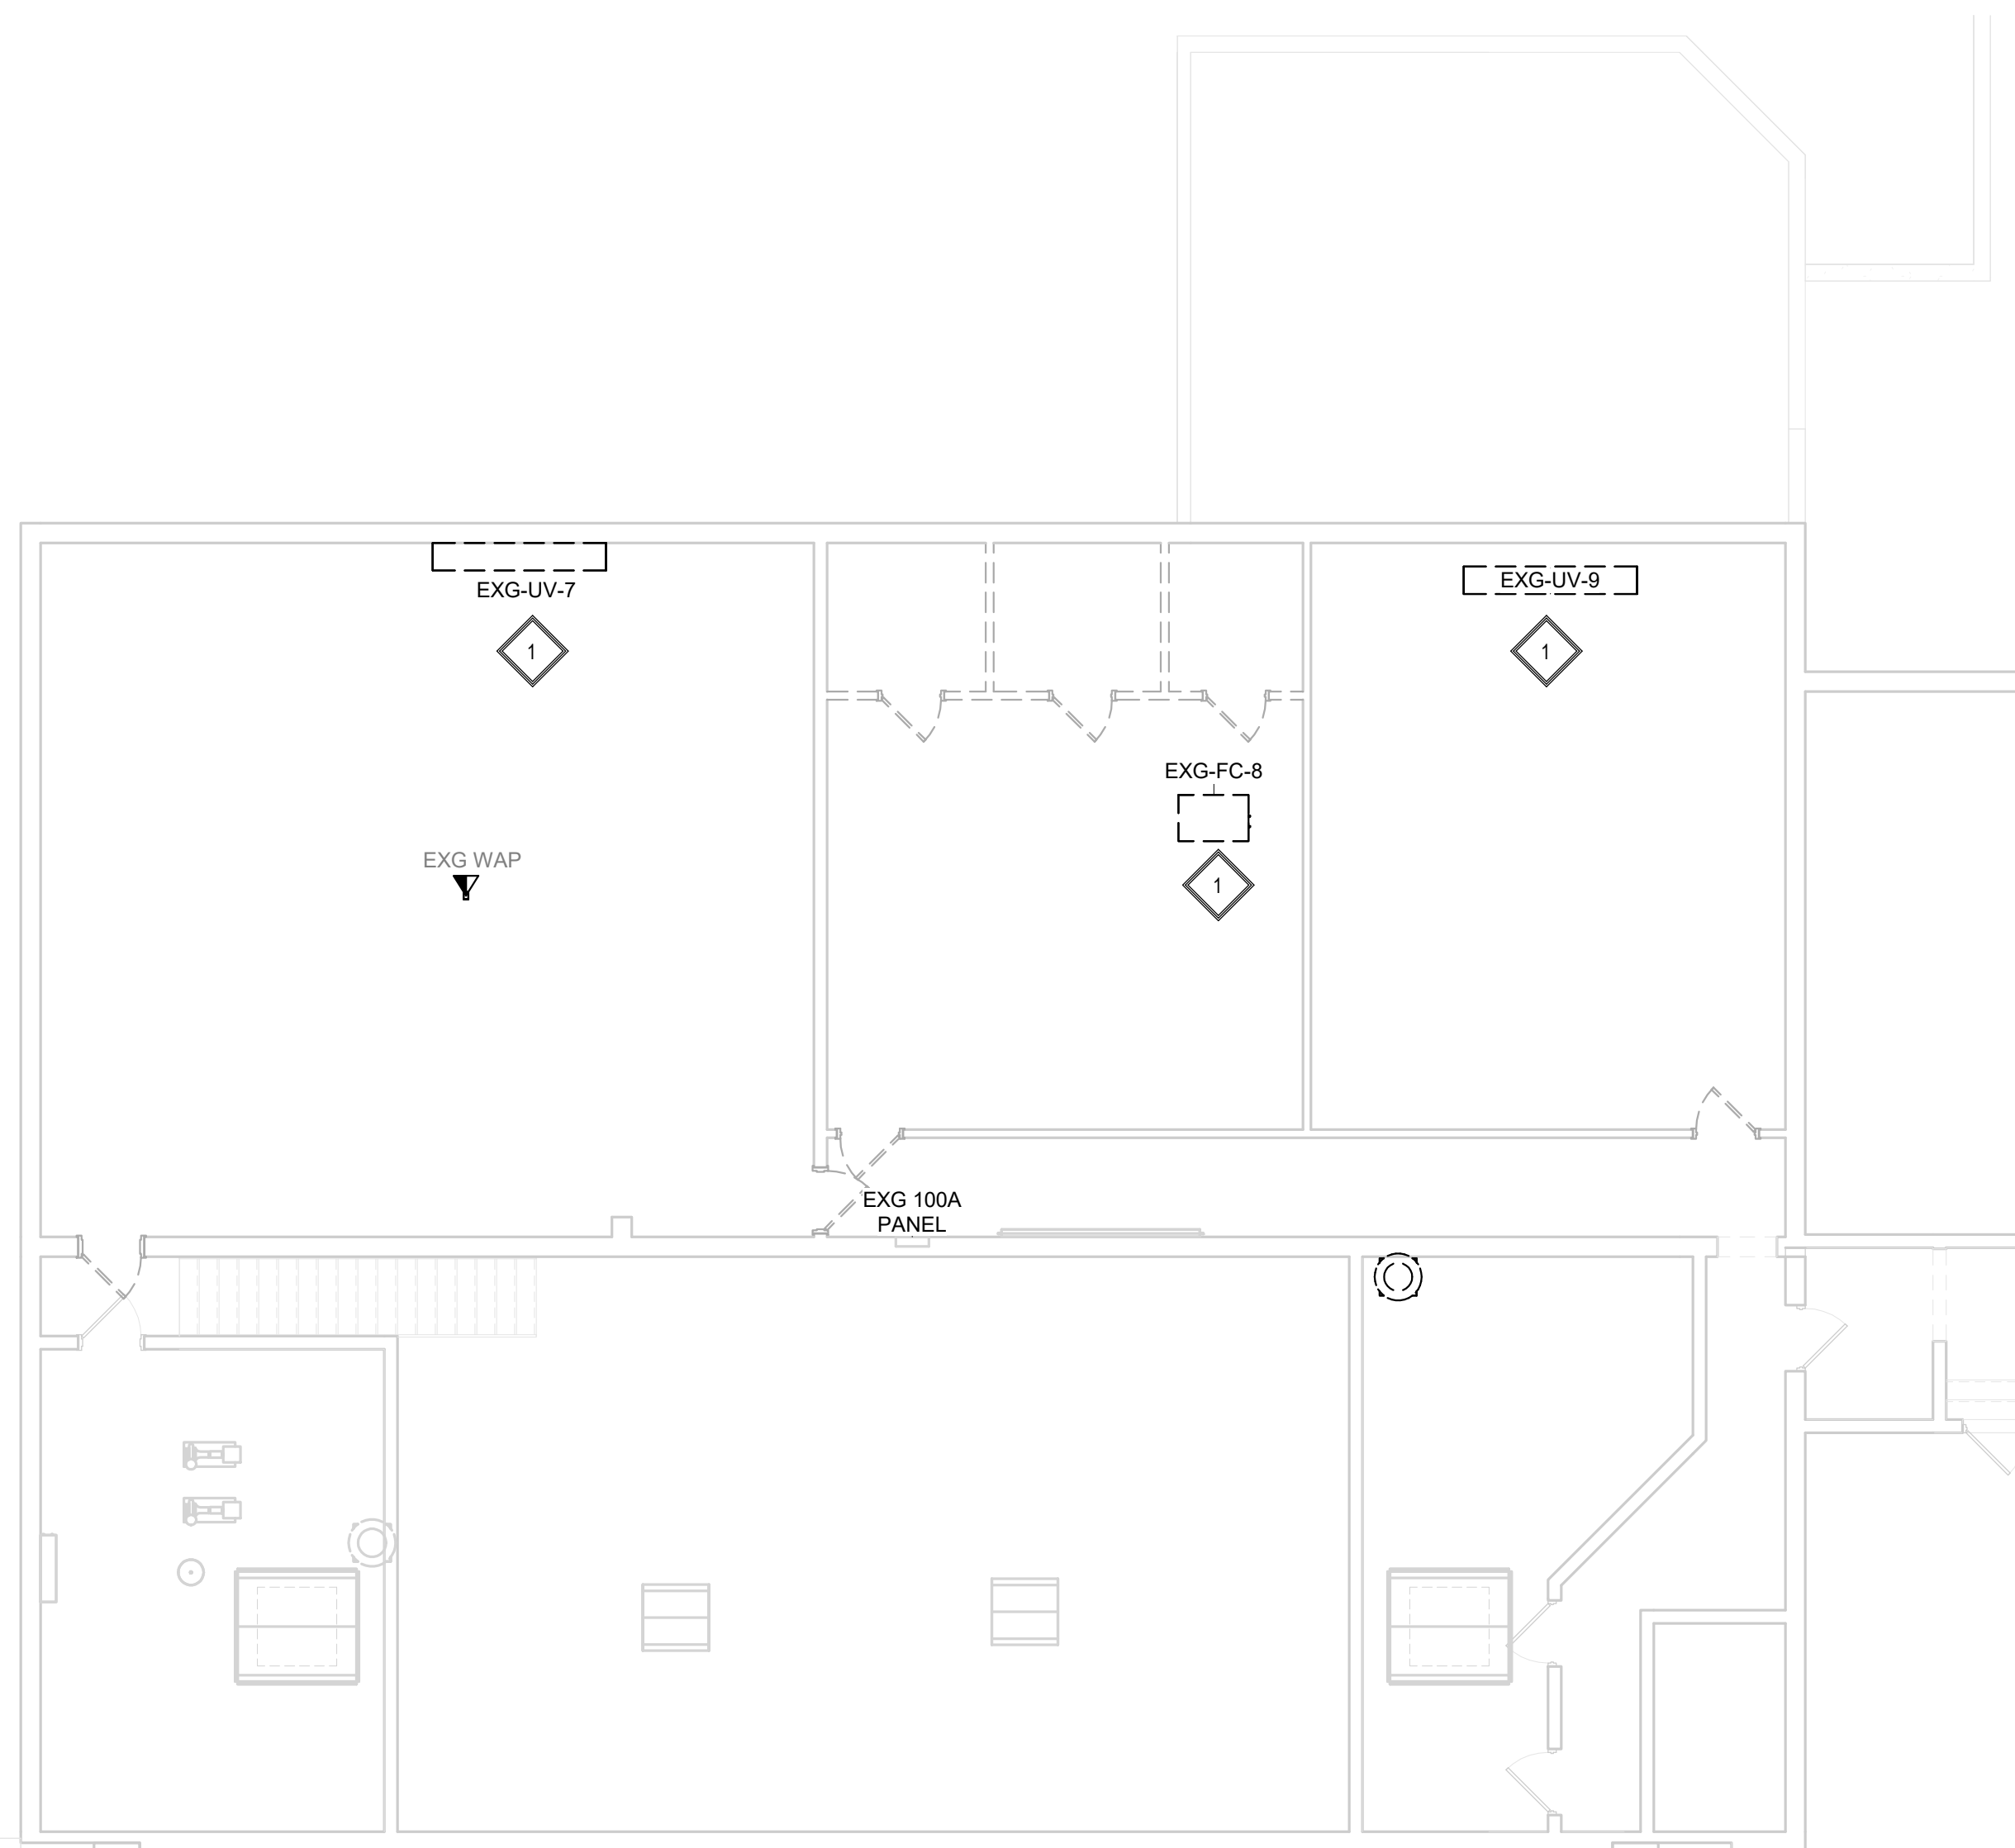 EXG-UV-7
EXG-UV-9
1
1
EXG-FC-8
EXG WAP
1
EXG 100A
PANEL